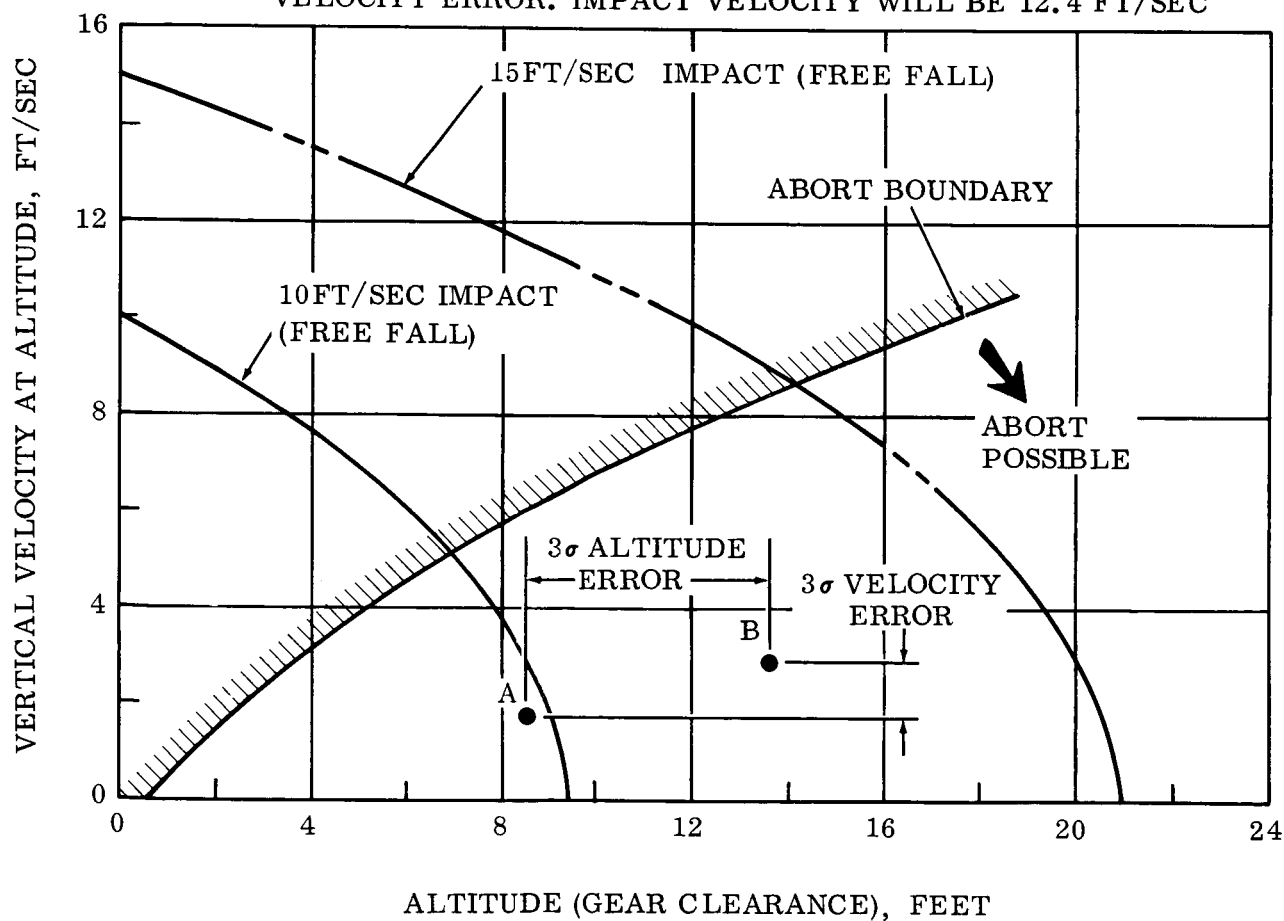 VELOCITY ERROR. IMPACT VELOCITY WILL BE 12.4 FT/SEC
16
15FT/SEC IMPACT (FREE FALL)
ABORT BOUNDARY
12
10FT/SEC IMPACT
(FREE FALL)
8
ABORT
POSSIBLE
3σ ALTITUDE
ERROR
3σ VELOCITY
ERROR
4
B
A
0
0 4 8 12 16 20 24
VERTICAL VELOCITY AT ALTITUDE, FT/SEC
ALTITUDE (GEAR CLEARANCE), FEET